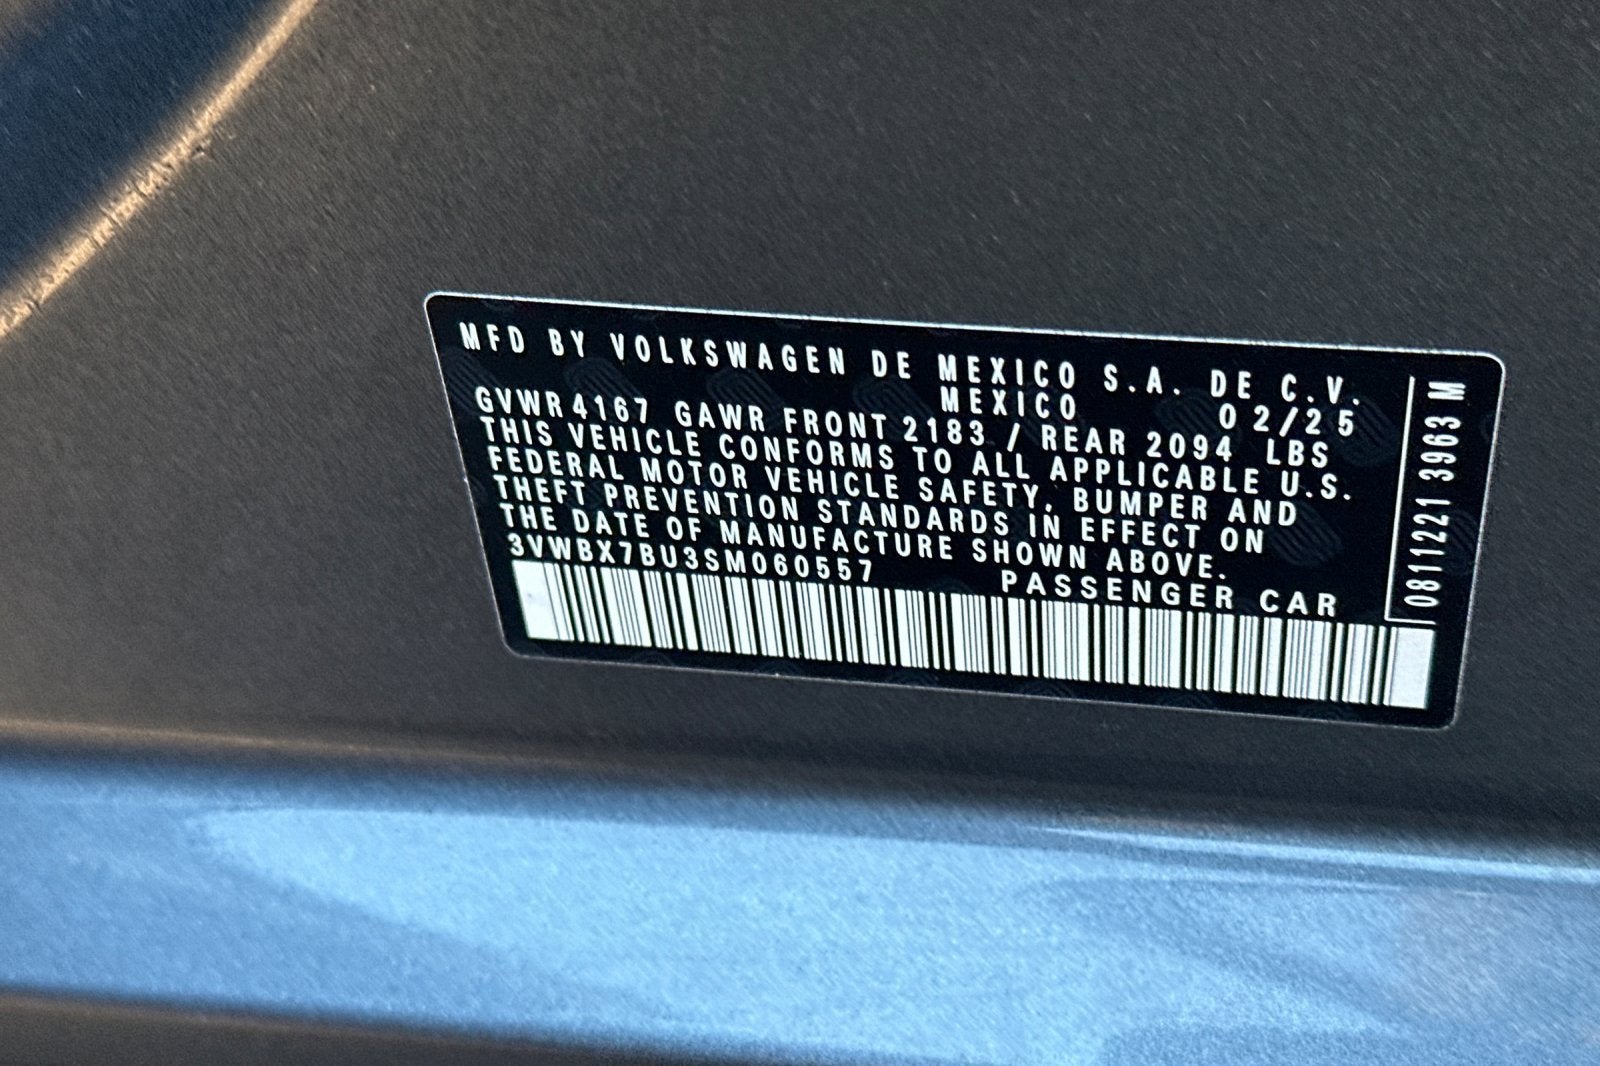 MFD BY VOLKSWAGEN DE MEXICO S.A. DE C.V.
MEXICO 02/25
GVWR 4167 GAWR FRONT 2183 / REAR 2094 LBS
THIS VEHICLE CONFORMS TO ALL APPLICABLE U.S.
FEDERAL MOTOR VEHICLE SAFETY, BUMPER AND
THEFT PREVENTION STANDARDS IN EFFECT ON
THE DATE OF MANUFACTURE SHOWN ABOVE.
3VWBX7BU3SM060557 PASSENGER CAR
0811221 3963 M